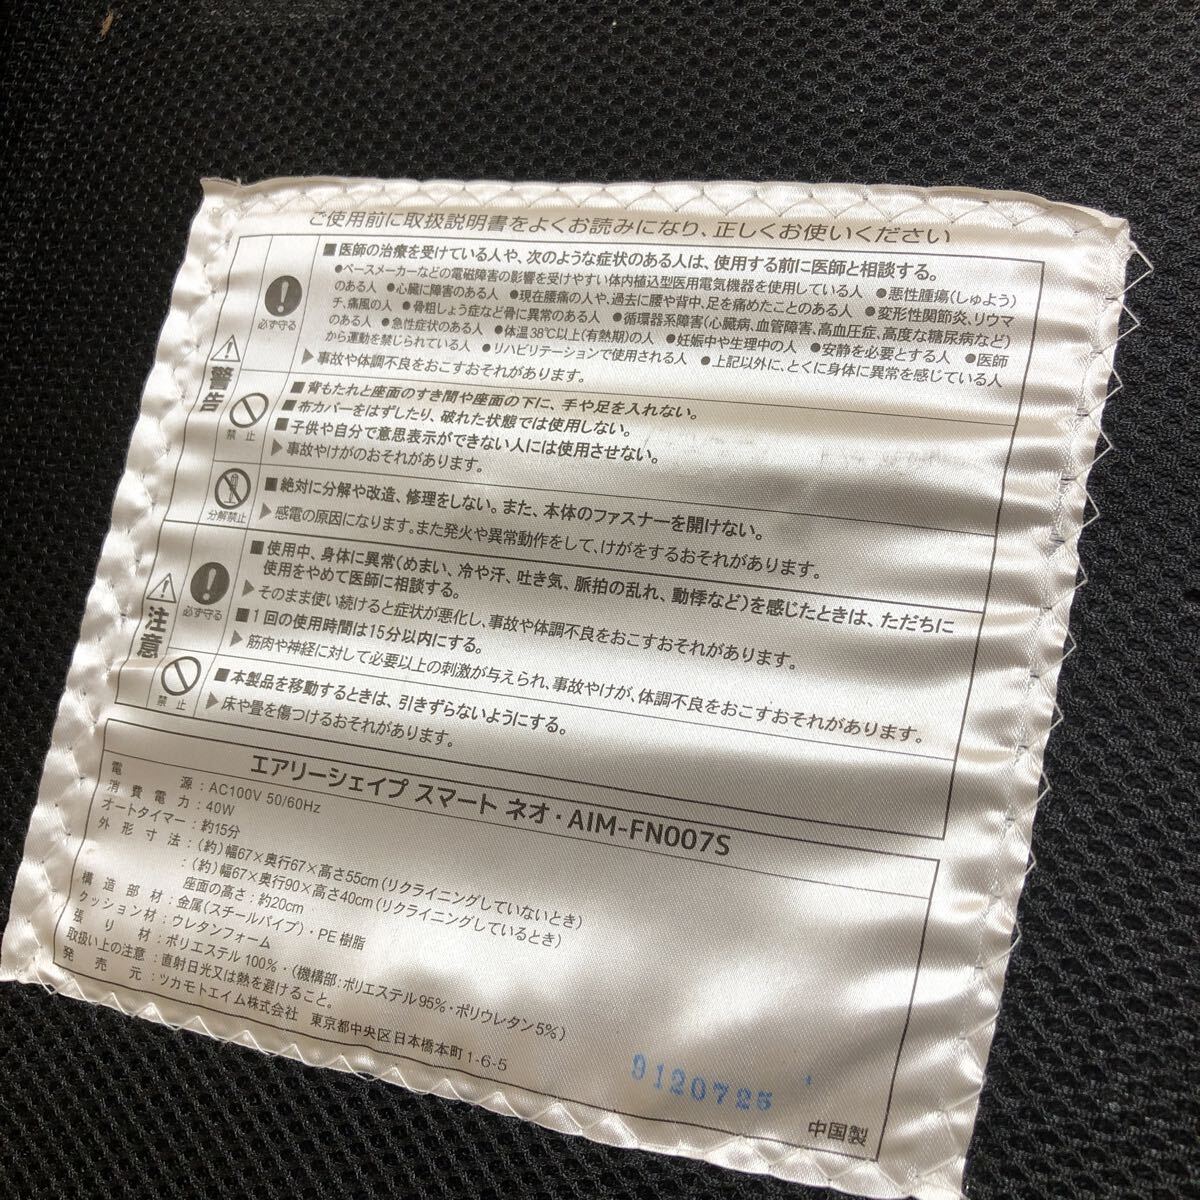 ご使用前に取扱説明書をよくお読みになり、正しくお使いください
警告
必ず守る
■医師の治療を受けている人や、次のような症状のある人は、使用する前に医師と相談する。
●ペースメーカーなどの電磁障害の影響を受けやすい体内植込型医用電気機器を使用している人 ●悪性腫瘍(しゅよう)
のある人 ●心臓に障害のある人 ●現在腰痛の人や、過去に腰や背中、足を痛めたことのある人 ●変形性関節炎、リウマ
チ、痛風の人 ●骨粗しょう症など骨に異常のある人 ●循環器系障害(心臓病、血管障害、高血圧症、高度な糖尿病など)
のある人 ●急性症状のある人 ●体温38℃以上(有熱期)の人 ●妊娠中や生理中の人 ●安静を必要とする人 ●医師
から運動を禁じられている人 ●リハビリテーションで使用される人 ●上記以外に、とくに身体に異常を感じている人
▶事故や体調不良をおこすおそれがあります。
禁止
■背もたれと座面のすき間や座面の下に、手や足を入れない。
■布カバーをはずしたり、破れた状態では使用しない。
■子供や自分で意思表示ができない人には使用させない。
▶事故やけがのおそれがあります。
分解禁止
■絶対に分解や改造、修理をしない。また、本体のファスナーを開けない。
▶感電の原因になります。また発火や異常動作をして、けがをするおそれがあります。
注意
必ず守る
■使用中、身体に異常(めまい、冷や汗、吐き気、脈拍の乱れ、動悸など)を感じたときは、ただちに
使用をやめて医師に相談する。
▶そのまま使い続けると症状が悪化し、事故や体調不良をおこすおそれがあります。
■1回の使用時間は15分以内にする。
▶筋肉や神経に対して必要以上の刺激が与えられ、事故やけが、体調不良をおこすおそれがあります。
禁止
■本製品を移動するときは、引きずらないようにする。
▶床や畳を傷つけるおそれがあります。
エアリーシェイプ スマート ネオ・AIM-FN007S
電源:AC100V 50/60Hz
消費電力:40W
オートタイマー:約15分
外形寸法:(約)幅67×奥行67×高さ55cm(リクライニングしていないとき)
:(約)幅67×奥行90×高さ40cm(リクライニングしているとき)
座面の高さ:約20cm
構造部材:金属(スチールパイプ)・PE樹脂
クッション材:ウレタンフォーム
張り材:ポリエステル100%・(機構部:ポリエステル95%・ポリウレタン5%)
取扱い上の注意:直射日光又は熱を避けること。
発売元:ツカモトエイム株式会社 東京都中央区日本橋本町1-6-5
9120725
中国製